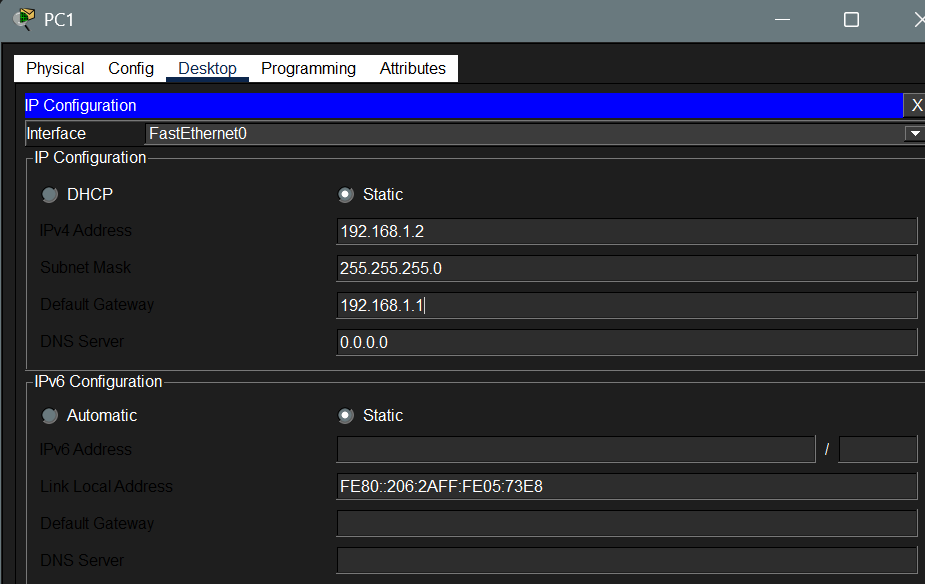 PC1
Physical Config Desktop Programming Attributes
IP Configuration X
Interface FastEthernet0
IP Configuration
DHCP Static
IPv4 Address 192.168.1.2
Subnet Mask 255.255.255.0
Default Gateway 192.168.1.1
DNS Server 0.0.0.0
IPv6 Configuration
Automatic Static
IPv6 Address /
Link Local Address FE80::206:2AFF:FE05:73E8
Default Gateway
DNS Server